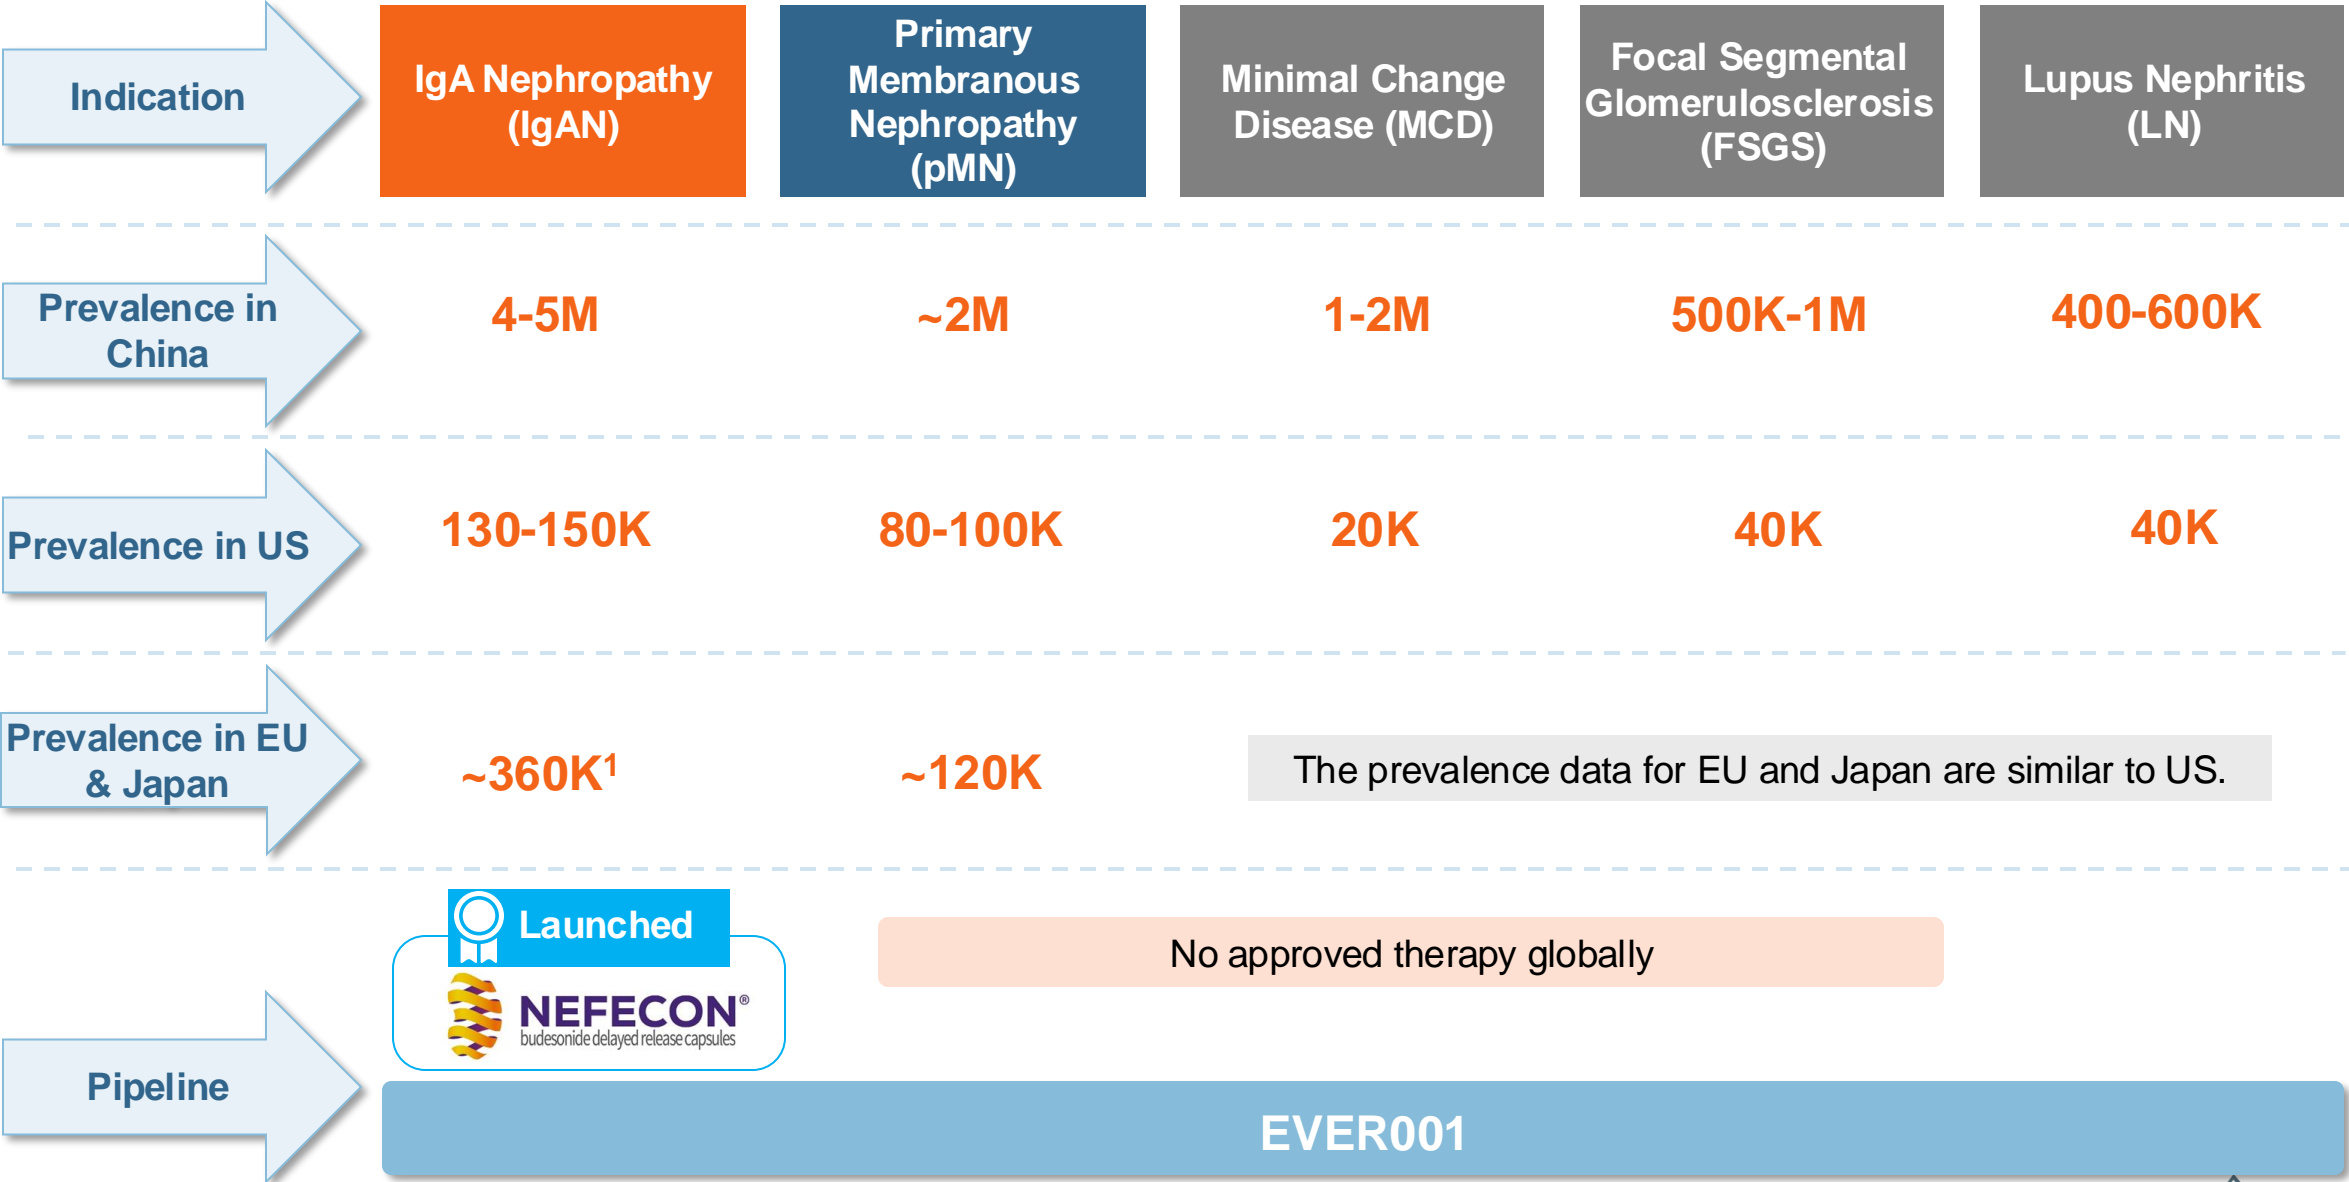 Indication
IgA Nephropathy
(IgAN)
Primary
Membranous
Nephropathy
(pMN)
Minimal Change
Disease (MCD)
Focal Segmental
Glomerulosclerosis
(FSGS)
Lupus Nephritis
(LN)
Prevalence in
China
4-5M
~2M
1-2M
500K-1M
400-600K
Prevalence in US
130-150K
80-100K
20K
40K
40K
Prevalence in EU
& Japan
~360K¹
~120K
The prevalence data for EU and Japan are similar to US.
Pipeline
Launched
NEFECON®
budesonide delayed release capsules
No approved therapy globally
EVER001